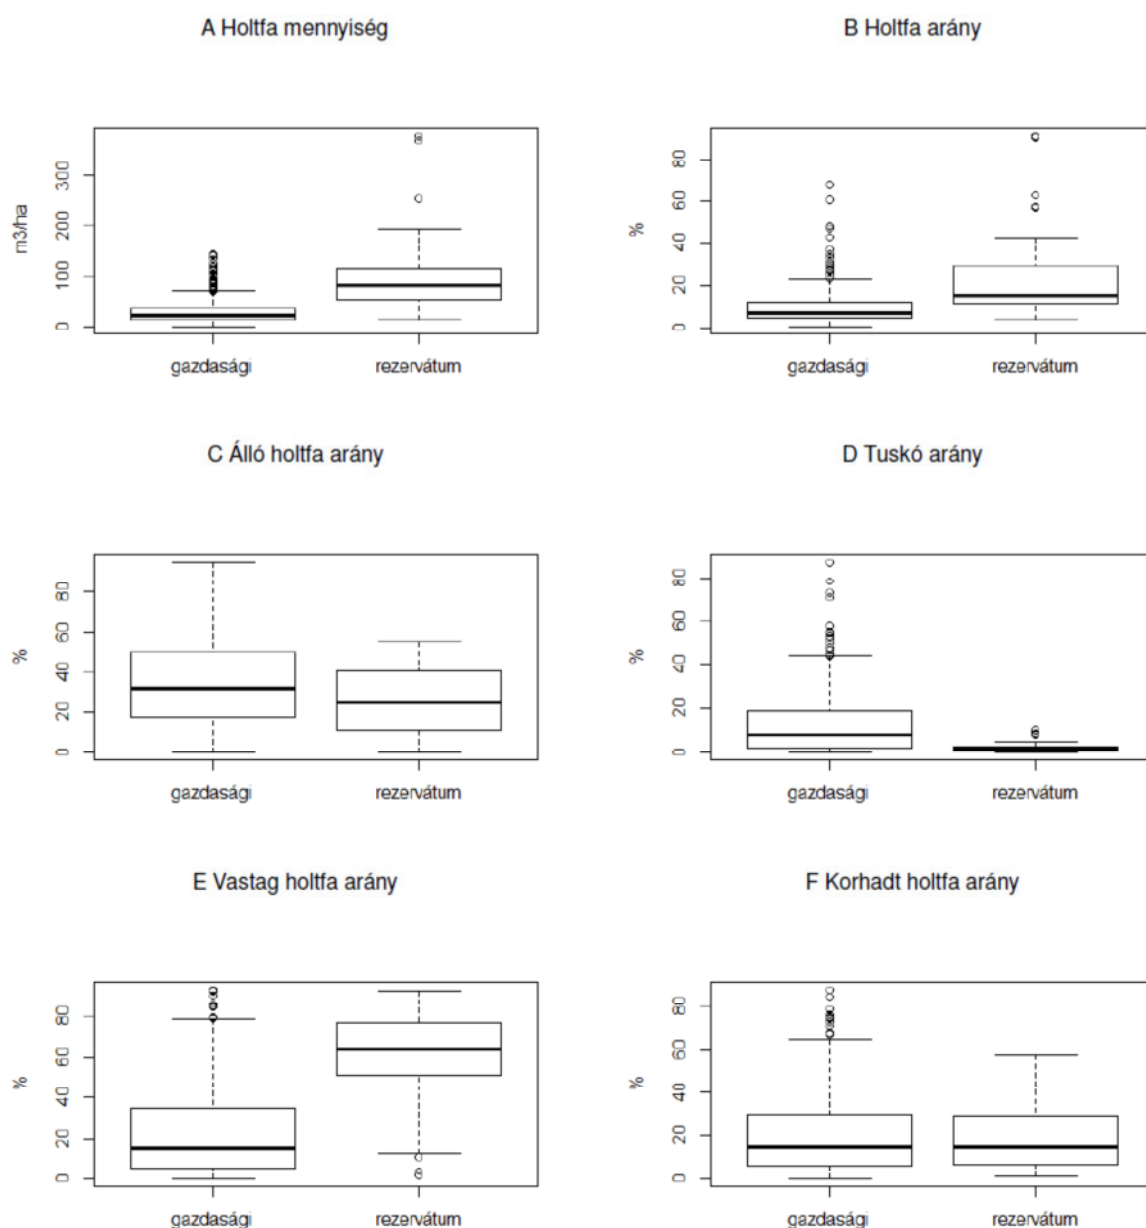 A Holtfa mennyiség
m3/ha
0 100 200 300
gazdasági rezervátum
B Holtfa arány
%
0 20 40 60 80
gazdasági rezervátum
C Álló holtfa arány
%
0 20 40 60 80
gazdasági rezervátum
D Tuskó arány
%
0 20 40 60 80
gazdasági rezervátum
E Vastag holtfa arány
%
0 20 40 60 80
gazdasági rezervátum
F Korhadt holtfa arány
%
0 20 40 60 80
gazdasági rezervátum